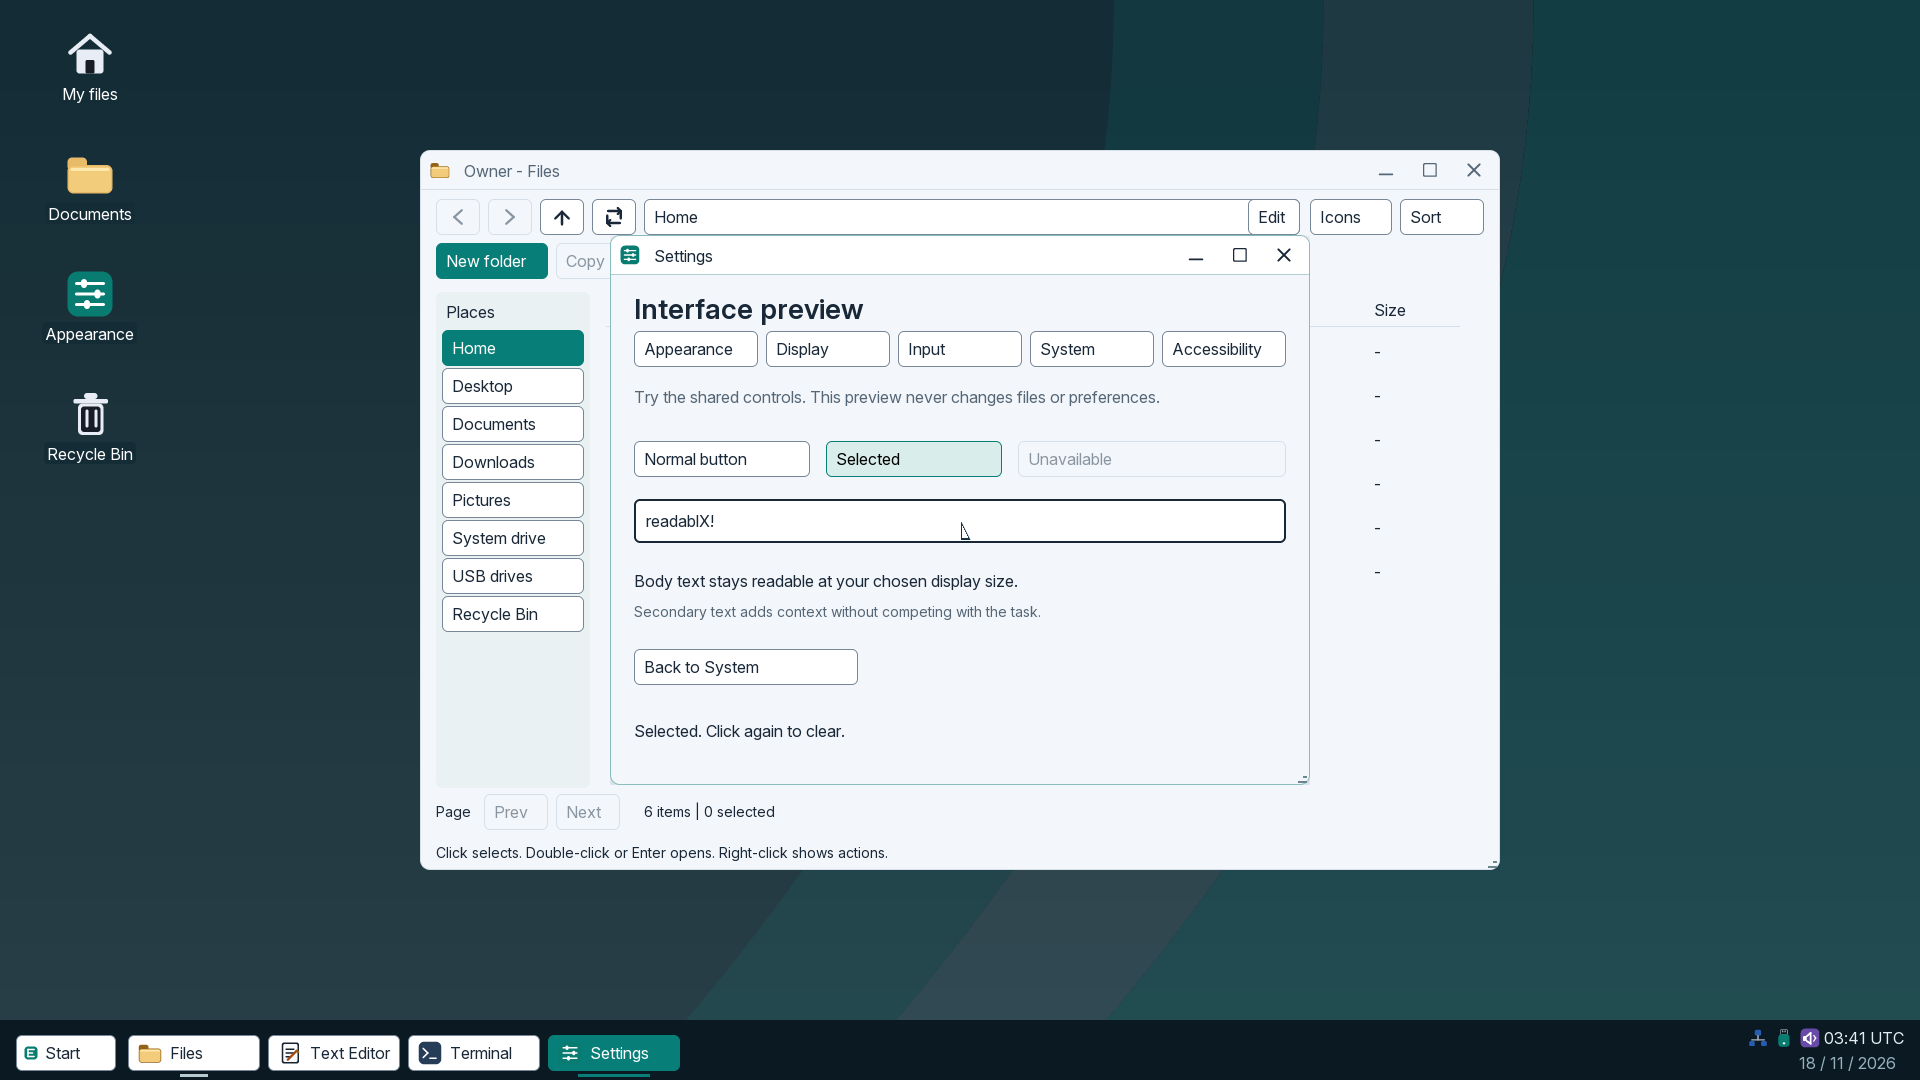 My files
Documents
Appearance
Recycle Bin
Owner - Files
Home
Edit
Icons
Sort
New folder
Copy
Places
Home
Desktop
Documents
Downloads
Pictures
System drive
USB drives
Recycle Bin
Size
-
-
-
-
-
-
Settings
Interface preview
Appearance
Display
Input
System
Accessibility
Try the shared controls. This preview never changes files or preferences.
Normal button
Selected
Unavailable
readablX!
Body text stays readable at your chosen display size.
Secondary text adds context without competing with the task.
Back to System
Selected. Click again to clear.
Page
Prev
Next
6 items | 0 selected
Click selects. Double-click or Enter opens. Right-click shows actions.
Start
Files
Text Editor
Terminal
Settings
03:41 UTC
18 / 11 / 2026